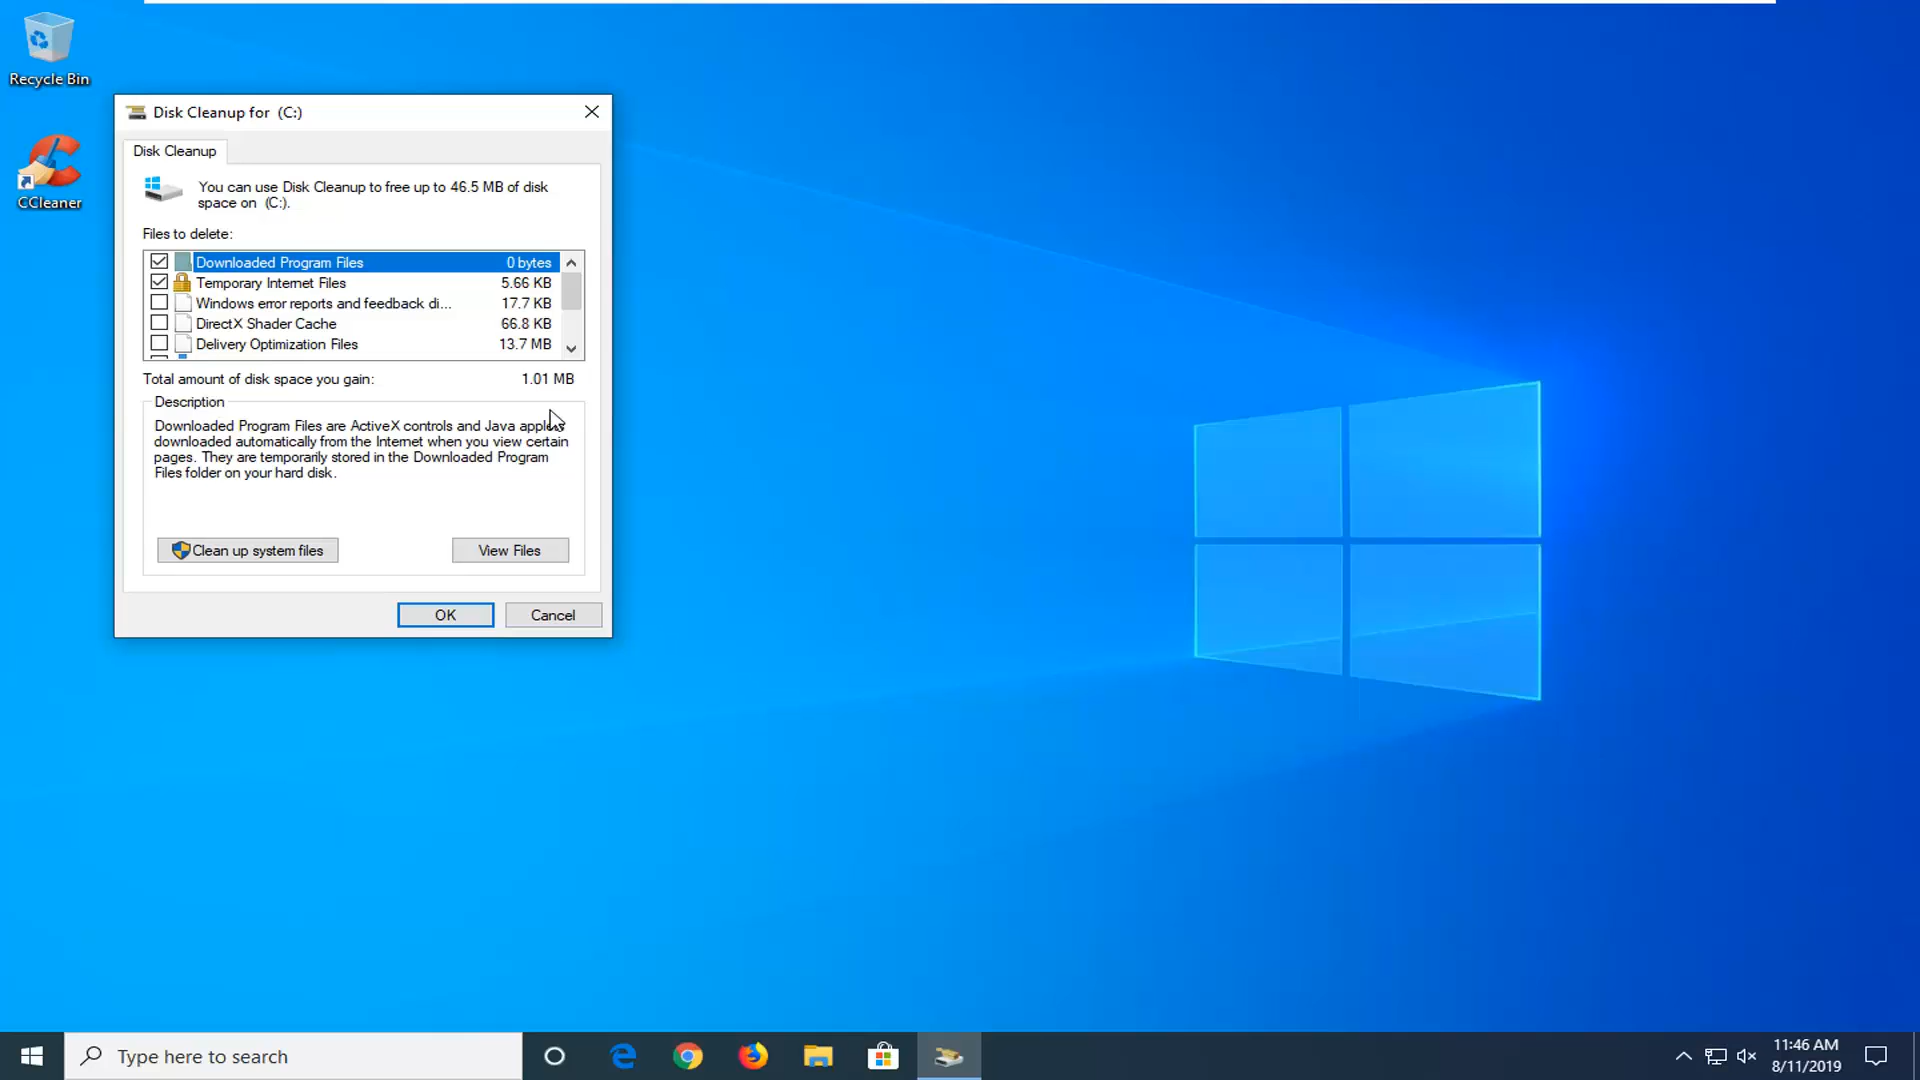 Recycle Bin
CCleaner
Disk Cleanup for (C:)
Disk Cleanup
You can use Disk Cleanup to free up to 46.5 MB of disk
space on (C:).
Files to delete:
Downloaded Program Files 0 bytes
Temporary Internet Files 5.66 KB
Windows error reports and feedback di... 17.7 KB
DirectX Shader Cache 66.8 KB
Delivery Optimization Files 13.7 MB
Total amount of disk space you gain: 1.01 MB
Description
Downloaded Program Files are ActiveX controls and Java applets
downloaded automatically from the Internet when you view certain
pages. They are temporarily stored in the Downloaded Program
Files folder on your hard disk.
Clean up system files
View Files
OK
Cancel
Type here to search
11:46 AM
8/11/2019